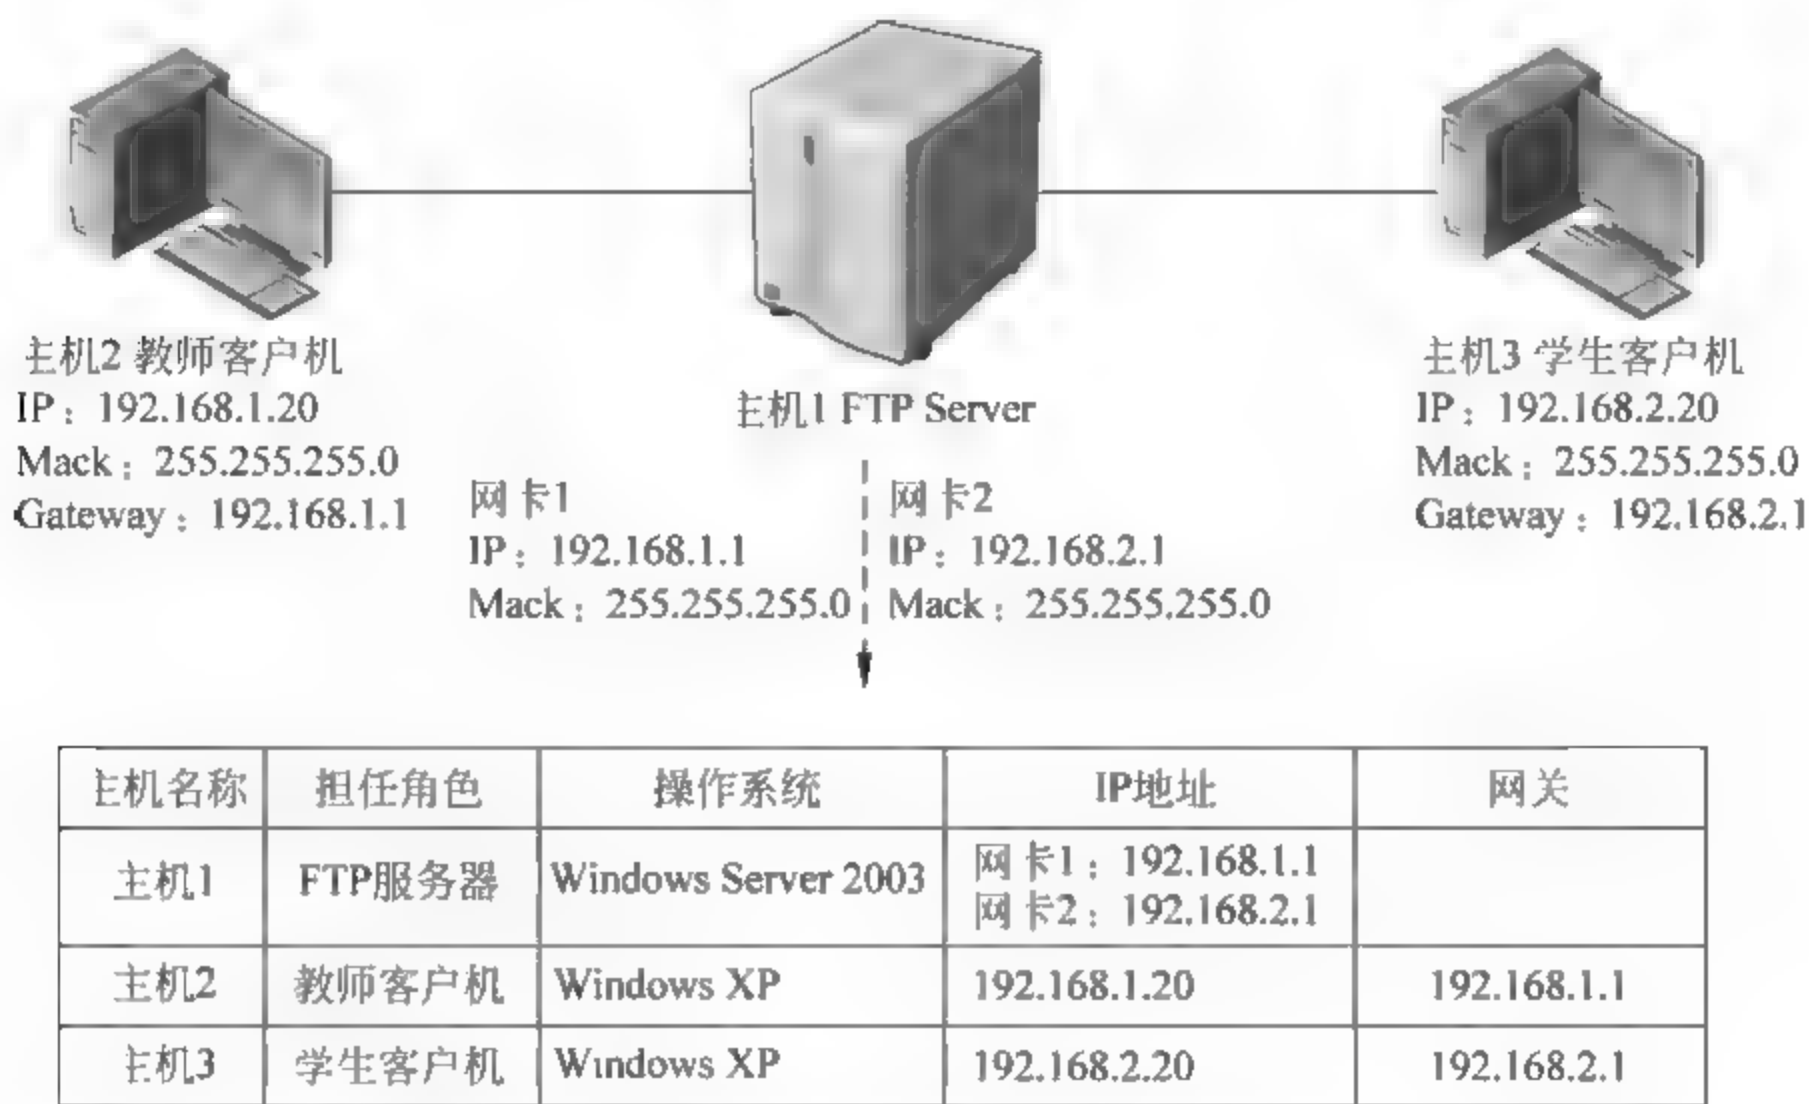 主机2 教师客户机
IP：192.168.1.20
Mack：255.255.255.0
Gateway：192.168.1.1
主机1 FTP Server
网卡1
IP：192.168.1.1
Mack：255.255.255.0
网卡2
IP：192.168.2.1
Mack：255.255.255.0
主机3 学生客户机
IP：192.168.2.20
Mack：255.255.255.0
Gateway：192.168.2.1
主机名称 担任角色 操作系统 IP地址 网关
主机1 FTP服务器 Windows Server 2003 网卡1：192.168.1.1
网卡2：192.168.2.1
主机2 教师客户机 Windows XP 192.168.1.20 192.168.1.1
主机3 学生客户机 Windows XP 192.168.2.20 192.168.2.1